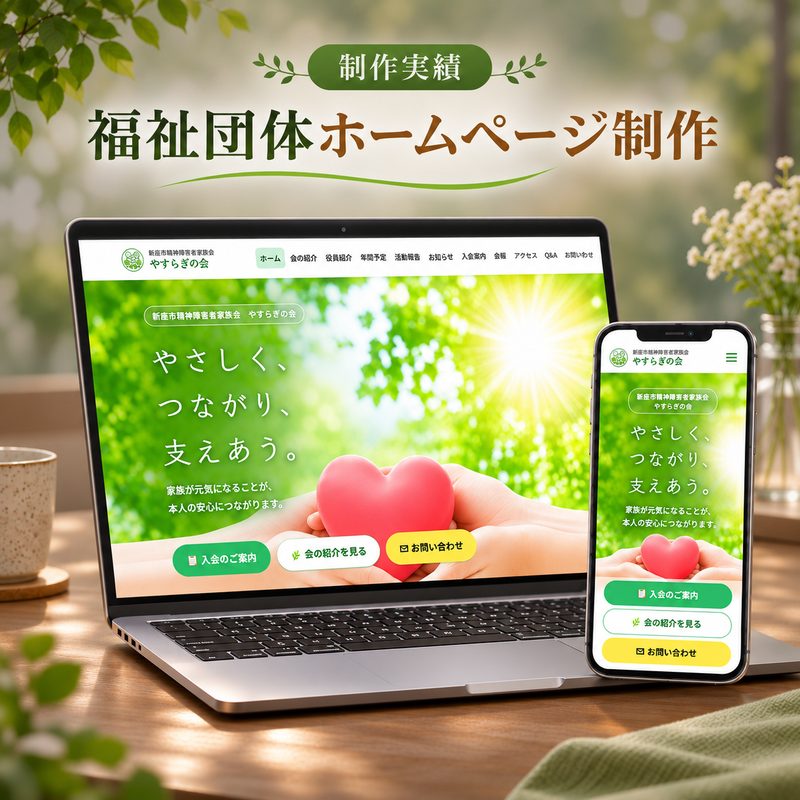 制作実績
福祉団体ホームページ制作
新座市精神障害者家族会
やすらぎの会
ホーム 会の紹介 役員紹介 年間予定 活動報告 お知らせ 入会案内 会報 アクセス Q&A お問い合わせ
新座市精神障害者家族会 やすらぎの会
やさしく、
つながり、
支えあう。
家族が元気になることが、
本人の安心につながります。
入会のご案内
会の紹介を見る
お問い合わせ
新座市精神障害者家族会
やすらぎの会
新座市精神障害者家族会
やすらぎの会
やさしく、
つながり、
支えあう。
家族が元気になることが、
本人の安心につながります。
入会のご案内
会の紹介を見る
お問い合わせ